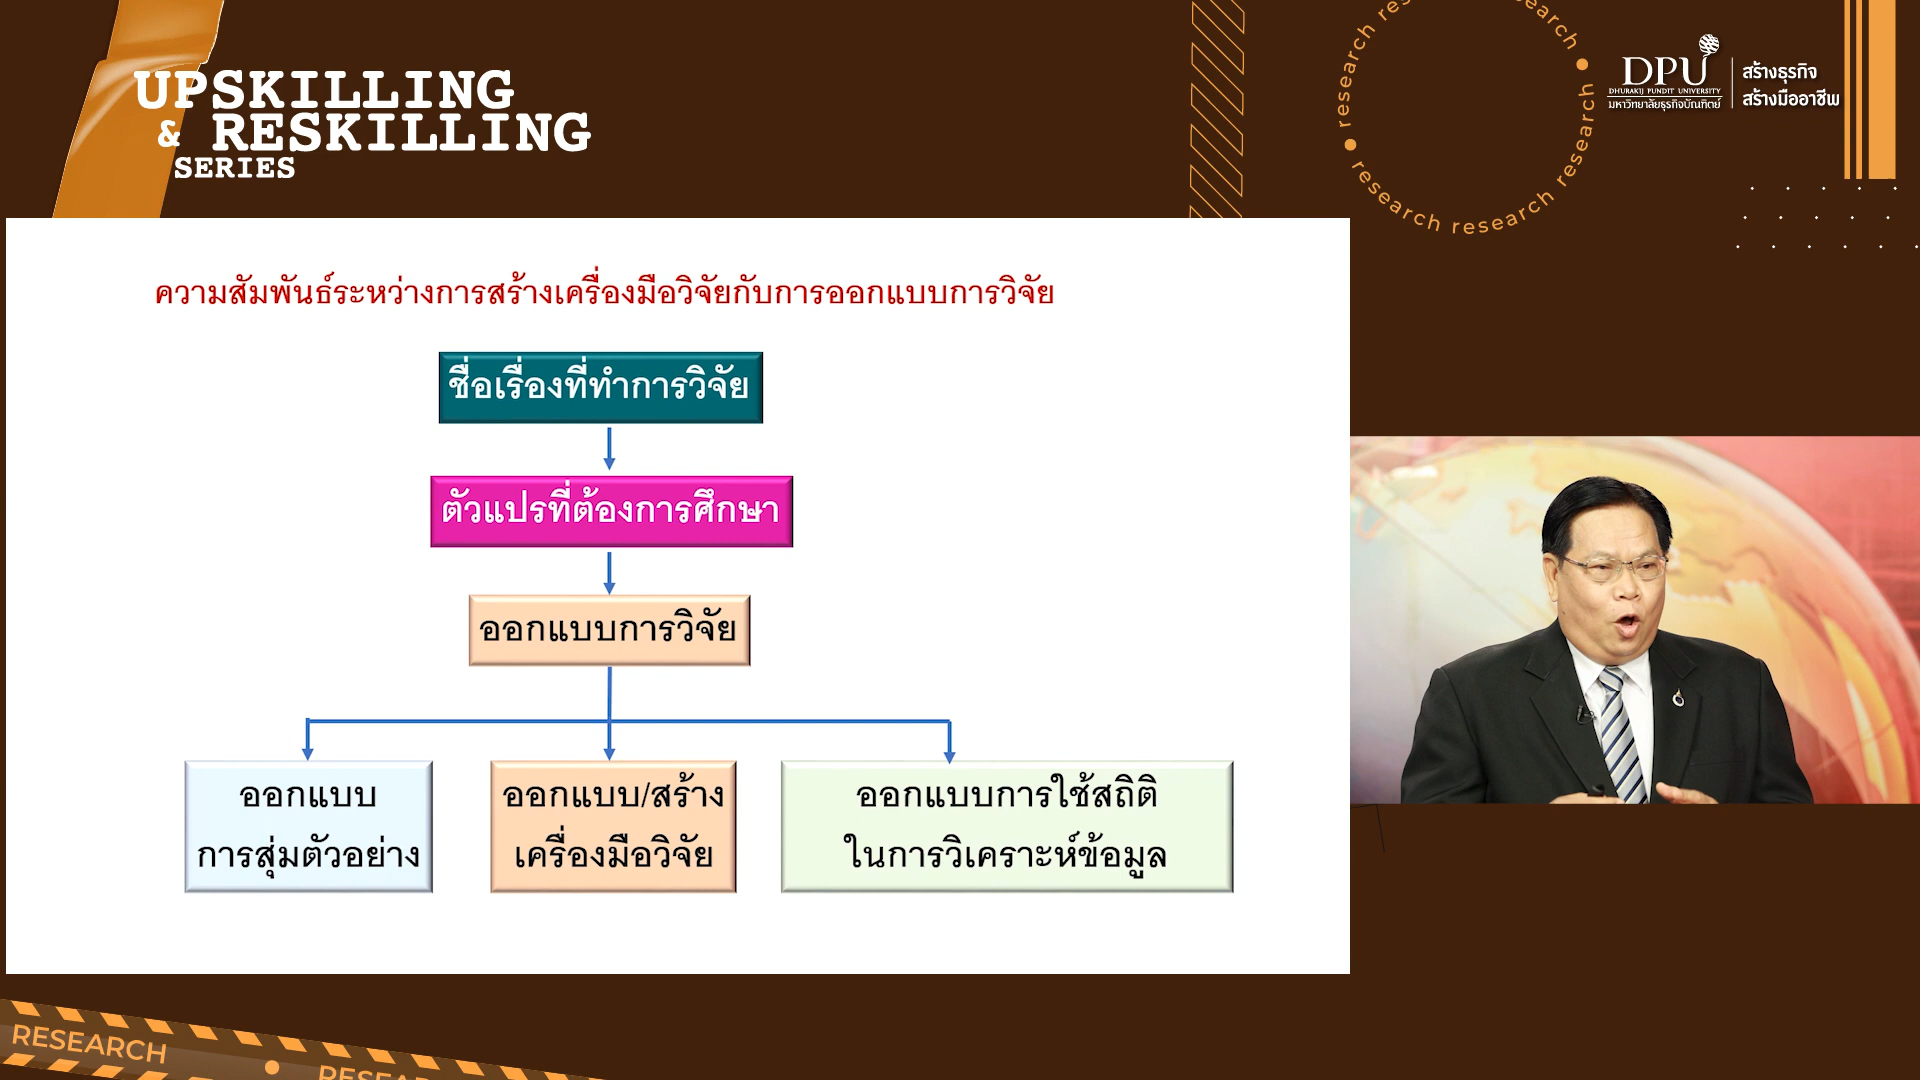 UPSKILLING
& RESKILLING
SERIES
research research research research research
DPU
DHURAKIJ PUNDIT UNIVERSITY
มหาวิทยาลัยธุรกิจบัณฑิตย์
สร้างธุรกิจ
สร้างมืออาชีพ
ความสัมพันธ์ระหว่างการสร้างเครื่องมือวิจัยกับการออกแบบการวิจัย
ชื่อเรื่องที่ทำการวิจัย
ตัวแปรที่ต้องการศึกษา
ออกแบบการวิจัย
ออกแบบ
การสุ่มตัวอย่าง
ออกแบบ/สร้าง
เครื่องมือวิจัย
ออกแบบการใช้สถิติ
ในการวิเคราะห์ข้อมูล
RESEARCH